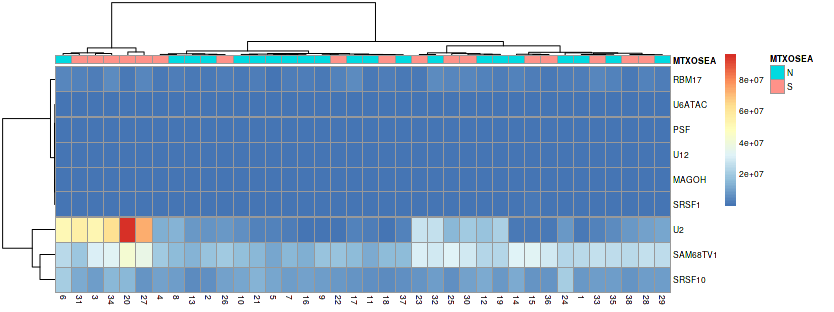 MTXOSEA
RBM17
U6ATAC
PSF
U12
MAGOH
SRSF1
U2
SAM68TV1
SRSF10
6 31 3 34 20 27 4 8 13 2 26 10 21 5 7 16 9 22 17 11 18 37 23 32 25 30 12 19 14 15 36 24 1 33 35 38 28 29
8e+07
6e+07
4e+07
2e+07
MTXOSEA
N
S